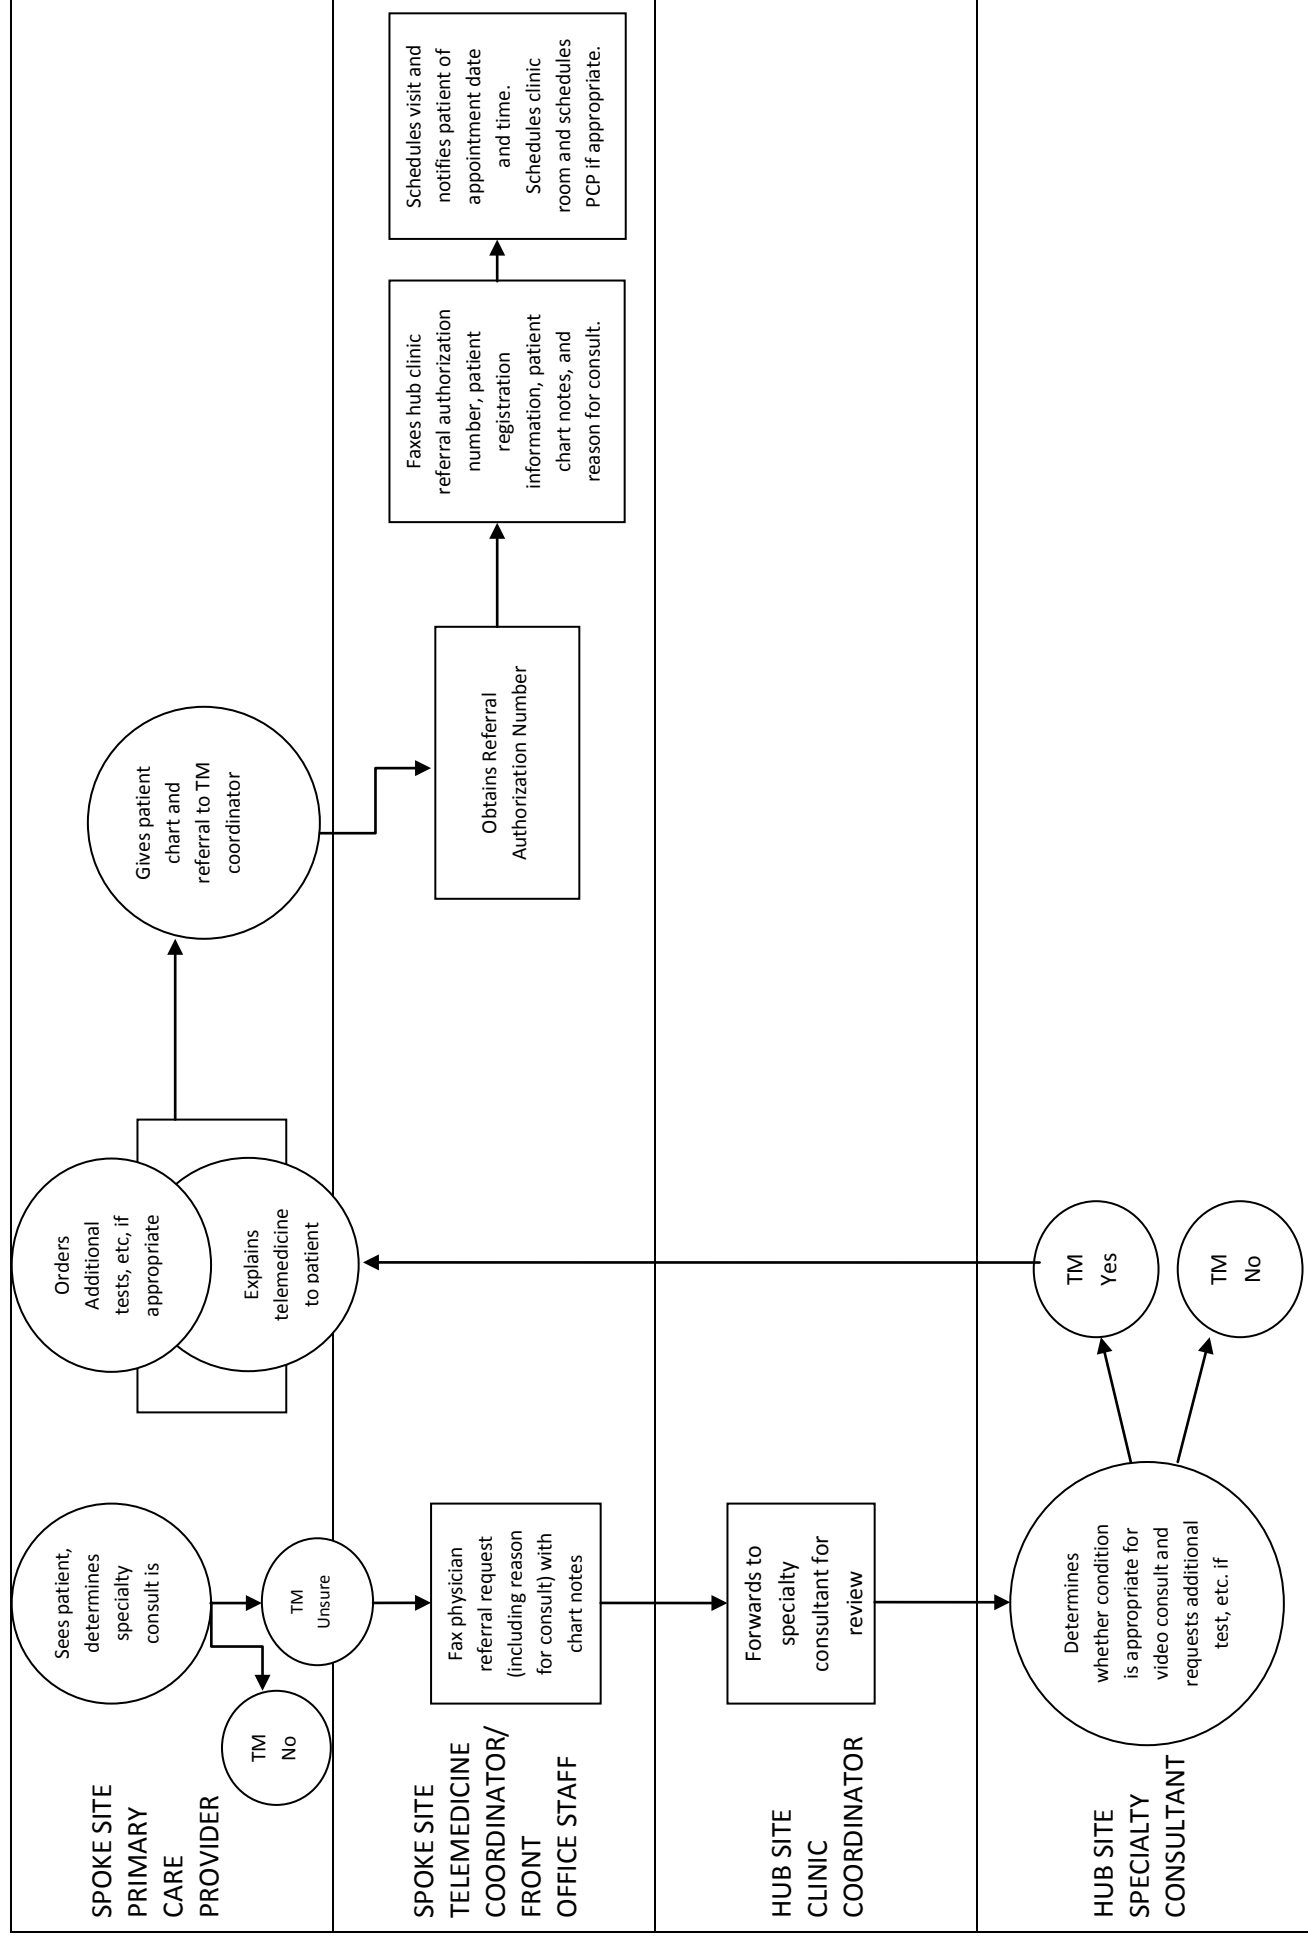 SPOKE SITE
PRIMARY
CARE
PROVIDER
Sees patient,
determines
specialty
consult is
TM
No
TM
Unsure
Orders
Additional
tests, etc, if
appropriate
Explains
telemedicine
to patient
Gives patient
chart and
referral to TM
coordinator
SPOKE SITE
TELEMEDICINE
COORDINATOR/
FRONT
OFFICE STAFF
Fax physician
referral request
(including reason
for consult) with
chart notes
Obtains Referral
Authorization Number
Faxes hub clinic
referral authorization
number, patient
registration
information, patient
chart notes, and
reason for consult.
Schedules visit and
notifies patient of
appointment date
and time.
Schedules clinic
room and schedules
PCP if appropriate.
HUB SITE
CLINIC
COORDINATOR
Forwards to
specialty
consultant for
review
HUB SITE
SPECIALTY
CONSULTANT
Determines
whether condition
is appropriate for
video consult and
requests additional
test, etc. if
TM
Yes
TM
No